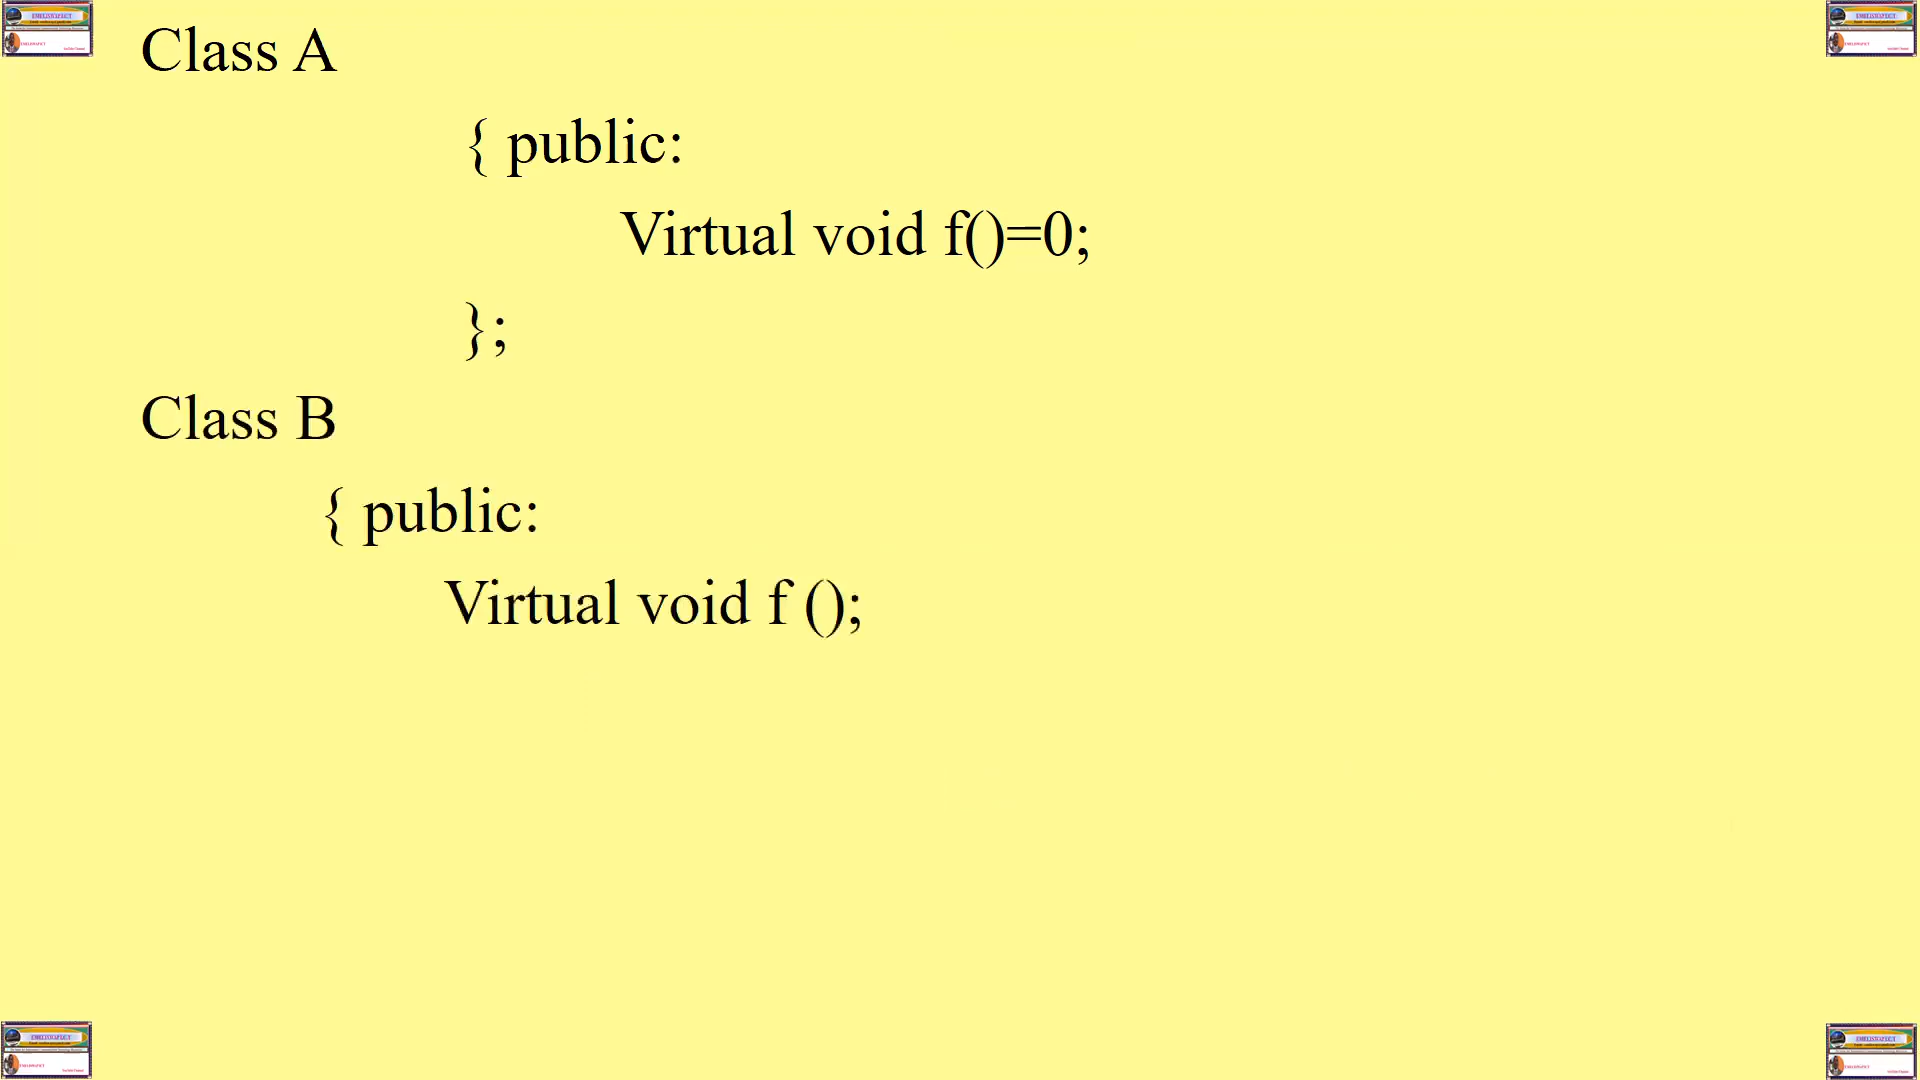 Class A
{ public:
Virtual void f()=0;
};
Class B
{ public:
Virtual void f ();